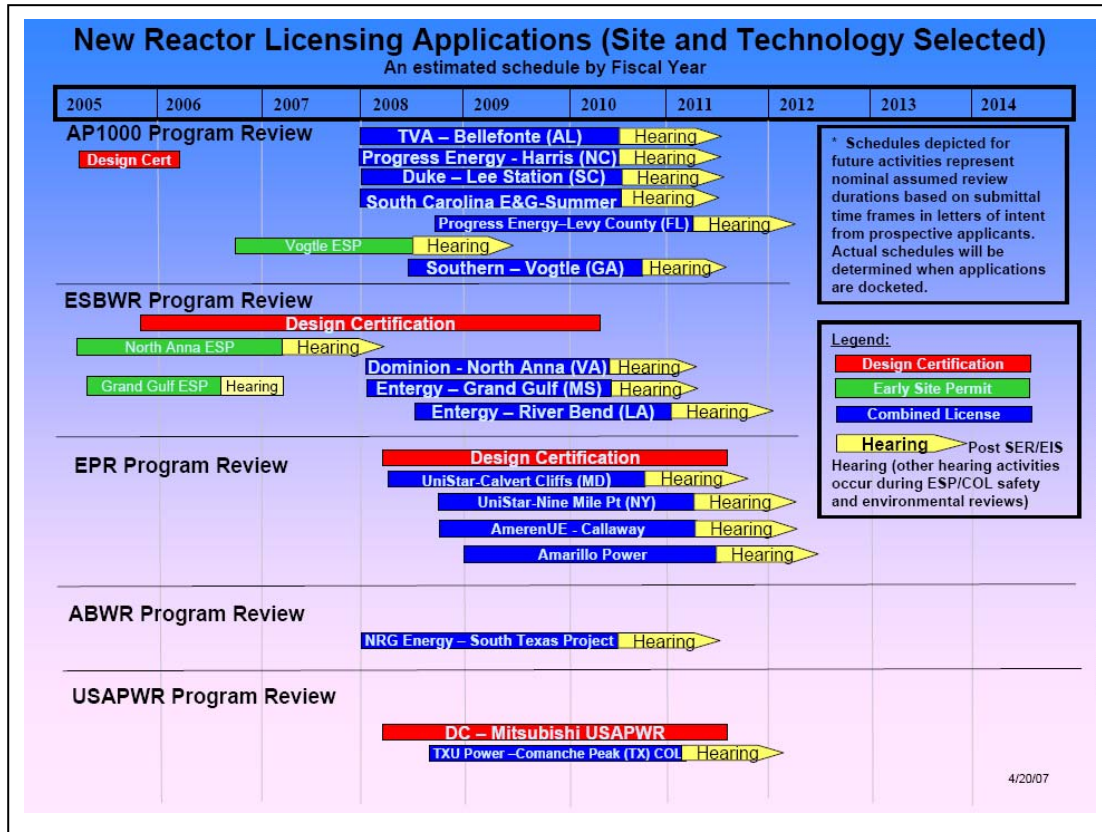 New Reactor Licensing Applications (Site and Technology Selected)
An estimated schedule by Fiscal Year
2005 2006 2007 2008 2009 2010 2011 2012 2013 2014
AP1000 Program Review
Design Cert
TVA – Bellefonte (AL) Hearing
Progress Energy - Harris (NC) Hearing
Duke – Lee Station (SC) Hearing
South Carolina E&G-Summer Hearing
Progress Energy–Levy County (FL) Hearing
Vogtle ESP Hearing
Southern – Vogtle (GA) Hearing
* Schedules depicted for
future activities represent
nominal assumed review
durations based on submittal
time frames in letters of intent
from prospective applicants.
Actual schedules will be
determined when applications
are docketed.
ESBWR Program Review
Design Certification
North Anna ESP Hearing
Dominion - North Anna (VA) Hearing
Grand Gulf ESP Hearing
Entergy – Grand Gulf (MS) Hearing
Entergy – River Bend (LA) Hearing
Legend:
Design Certification
Early Site Permit
Combined License
Hearing Post SER/EIS
Hearing (other hearing activities
occur during ESP/COL safety
and environmental reviews)
EPR Program Review
Design Certification
UniStar-Calvert Cliffs (MD) Hearing
UniStar-Nine Mile Pt (NY) Hearing
AmerenUE - Callaway Hearing
Amarillo Power Hearing
ABWR Program Review
NRG Energy – South Texas Project Hearing
USAPWR Program Review
DC – Mitsubishi USAPWR
TXU Power –Comanche Peak (TX) COL Hearing
4/20/07